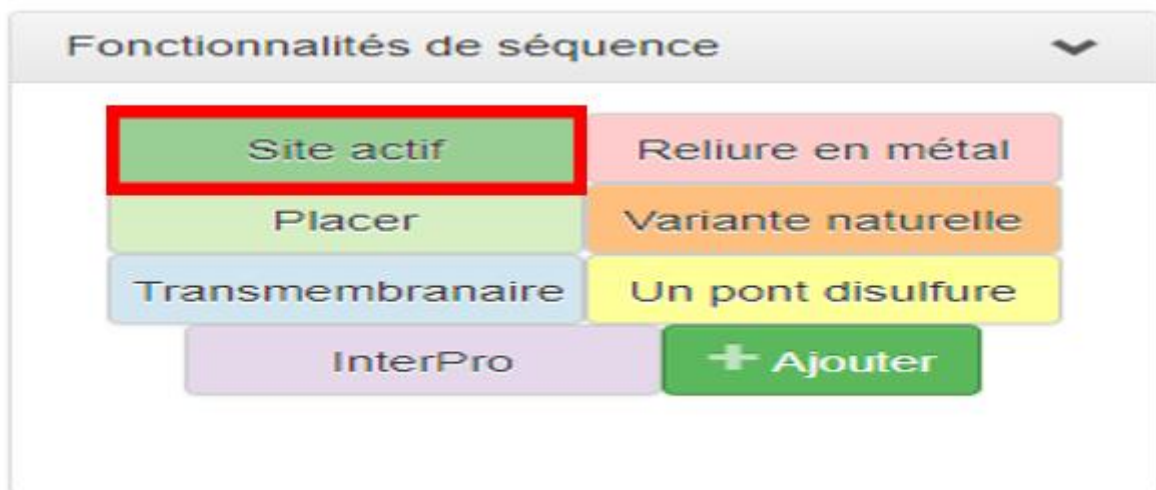 Fonctionnalités de séquence
Site actif
Reliure en métal
Placer
Variante naturelle
Transmembranaire
Un pont disulfure
InterPro
Ajouter